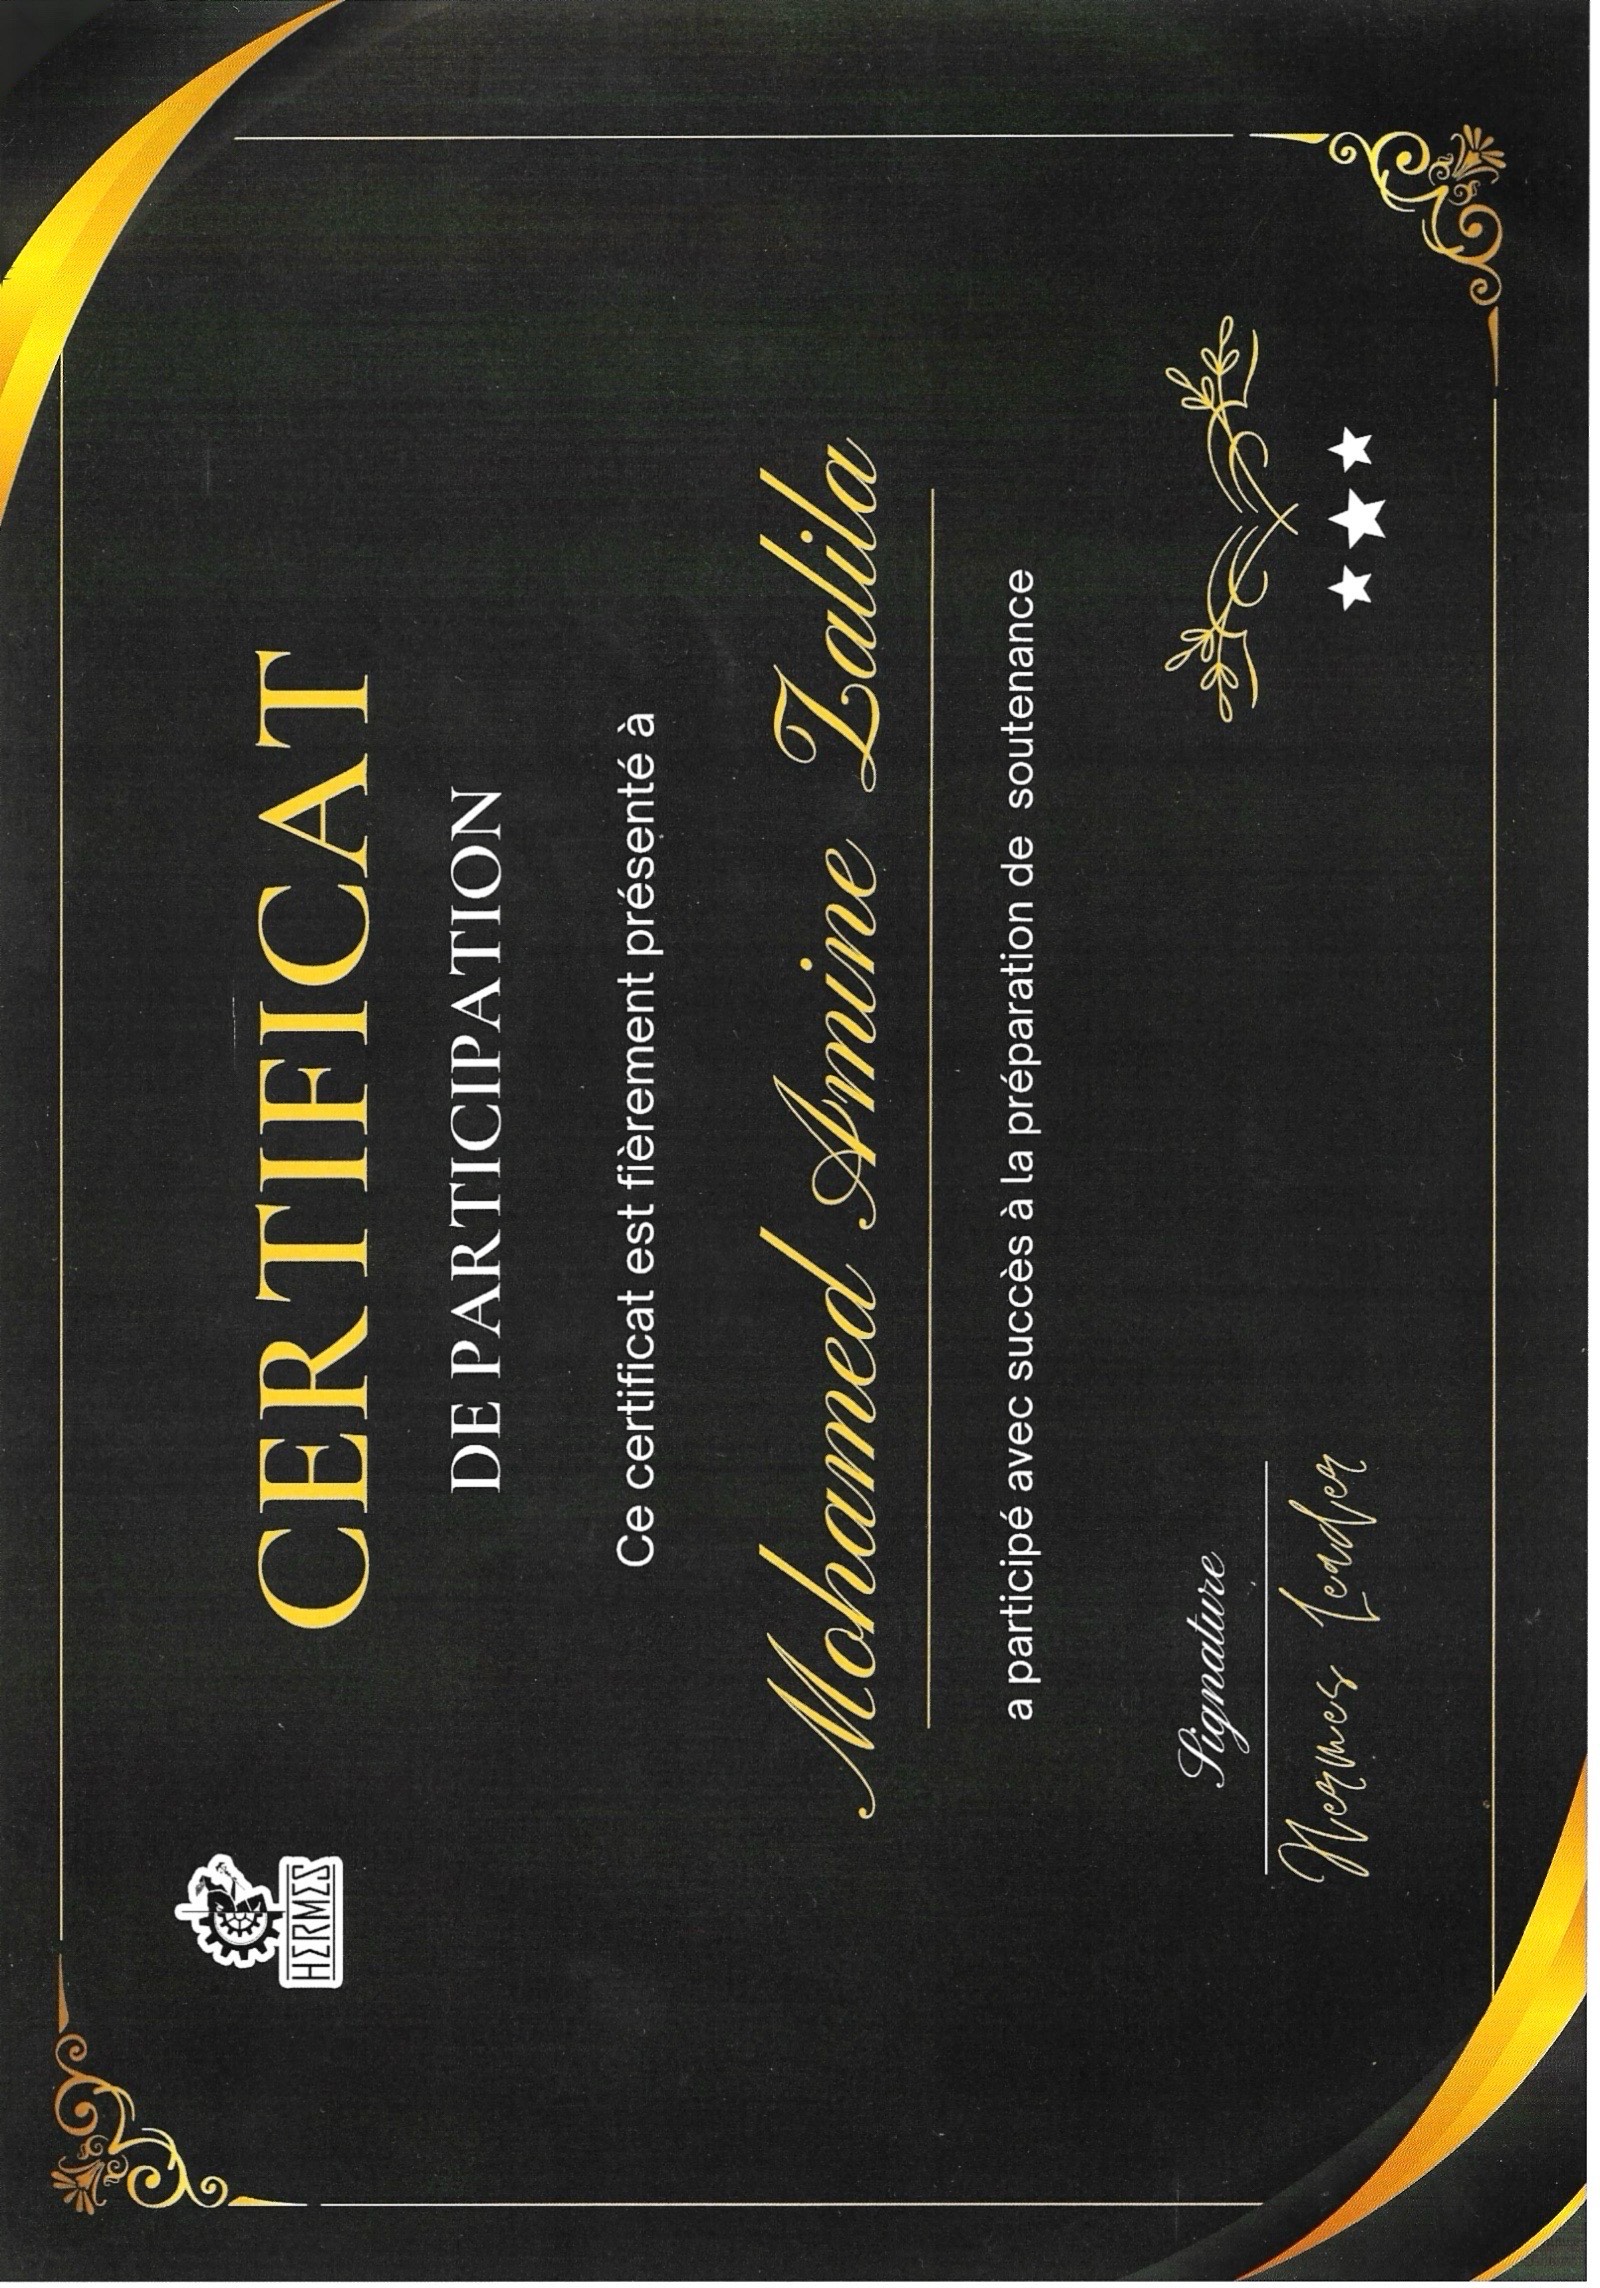 HERMES
CERTIFICAT
DE PARTICIPATION
Ce certificat est fièrement présenté à
Mohamed Amine Zalila
a participé avec succès à la préparation de soutenance
Signature
Hermes Leader